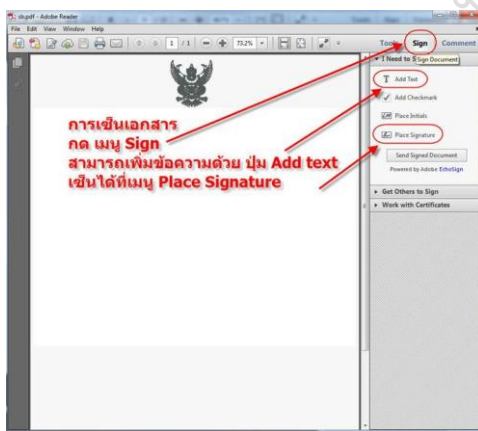 sb.pdf - Adobe Reader
File Edit View Window Help
1 / 1 73.2%
Tools Sign Comment
I Need to S
Sign Document
Add Text
Add Checkmark
Place Initials
Place Signature
Send Signed Document
Powered by Adobe EchoSign
Get Others to Sign
Work with Certificates
การเซ็นเอกสาร
กด เมนู Sign
สามารถเพิ่มข้อความด้วย ปุ่ม Add text
เซ็นได้ที่เมนู Place Signature